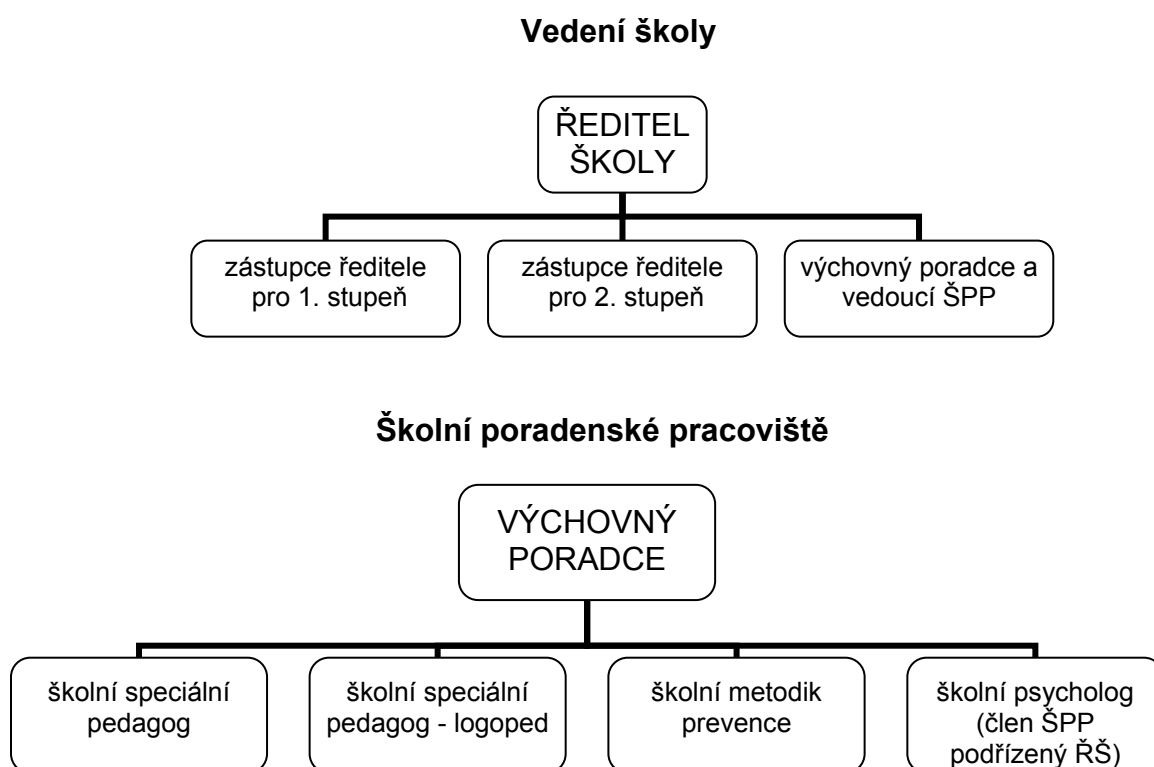 Vedení školy
ŘEDITEL
ŠKOLY
zástupce ředitele
pro 1. stupeň
zástupce ředitele
pro 2. stupeň
výchovný poradce a
vedoucí ŠPP
Školní poradenské pracoviště
VÝCHOVNÝ
PORADCE
školní speciální
pedagog
školní speciální
pedagog - logoped
školní metodik
prevence
školní psycholog
(člen ŠPP
podřízený ŘŠ)